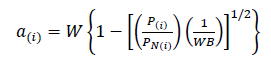 a_{(i)} = W \left\{ 1 - \left[ \left( \frac{P_{(i)}}{P_{N(i)}} \right) \left( \frac{1}{WB} \right) \right]^{1/2} \right\}